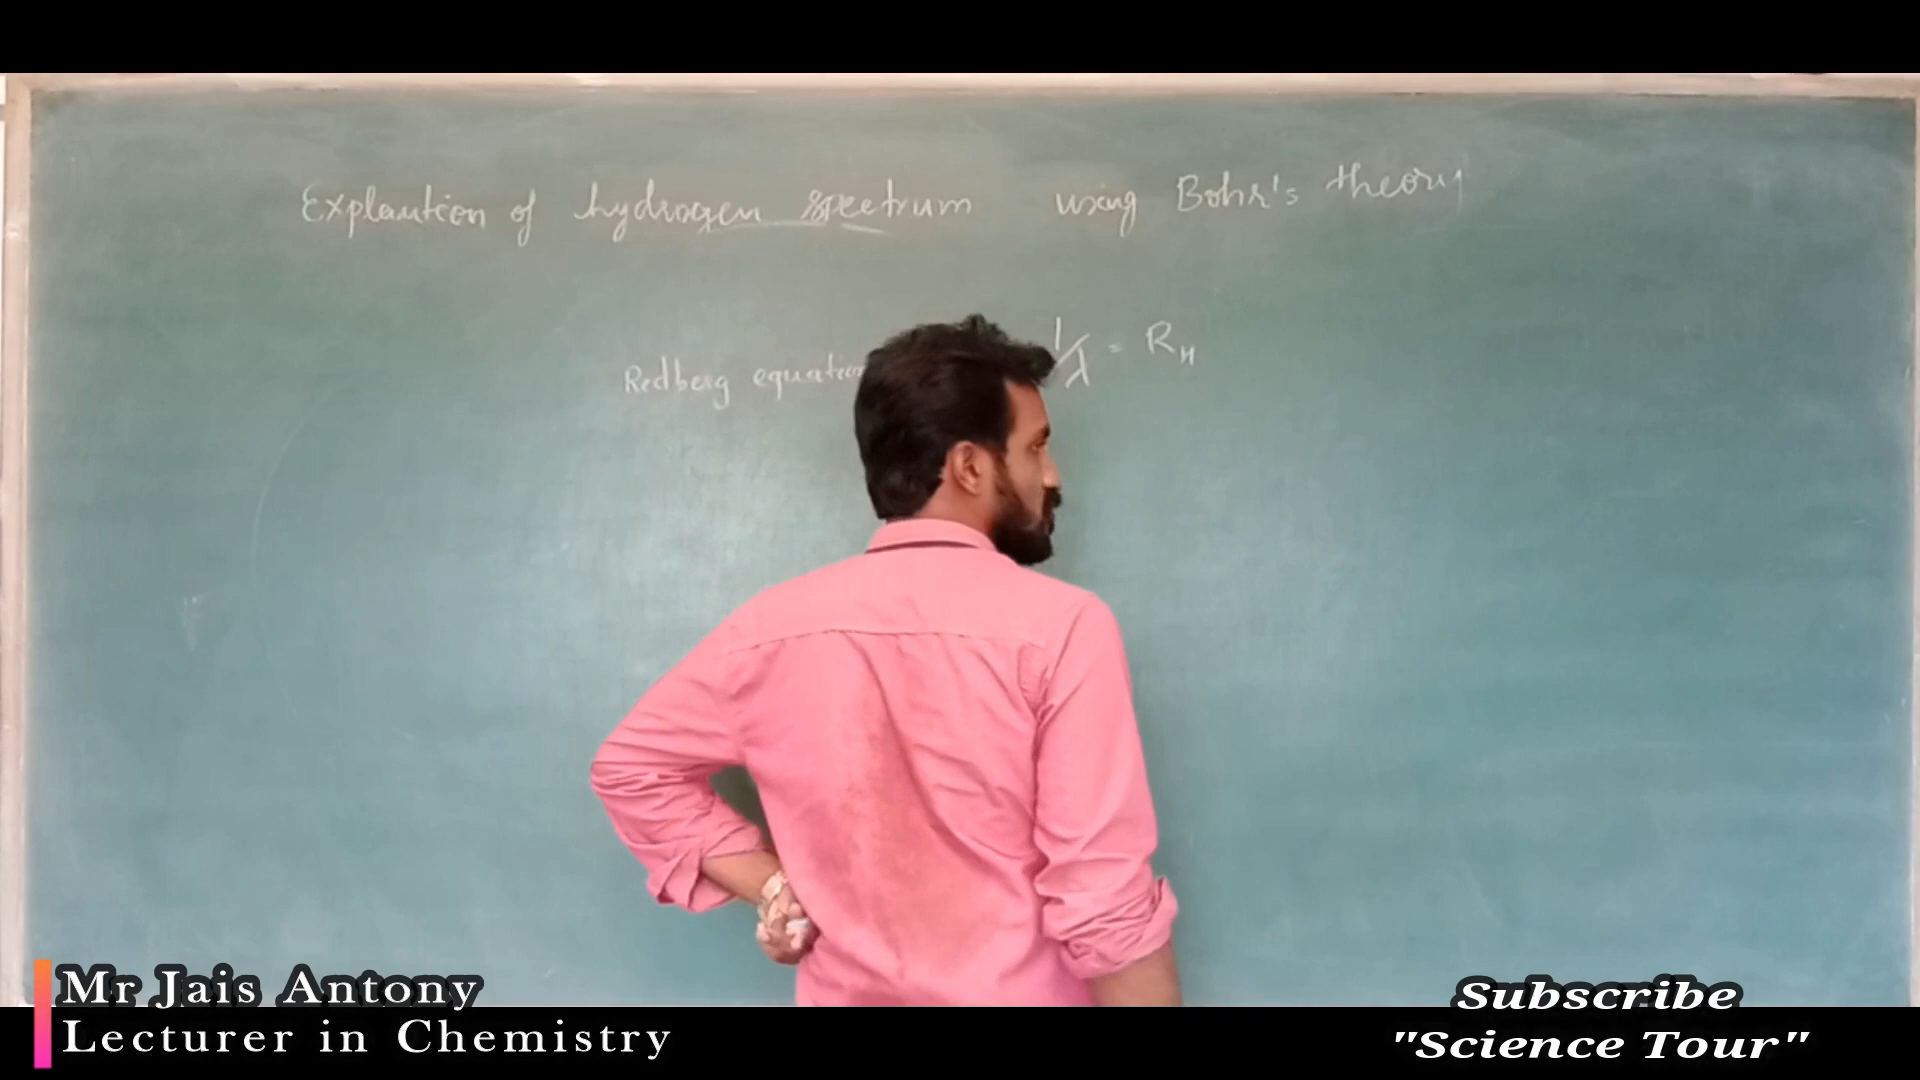 Explaution of hydrogen spectrum using Bohr's theory
Redberg equation 1/λ = R_H
Mr Jais Antony
Lecturer in Chemistry
Subscribe
"Science Tour"